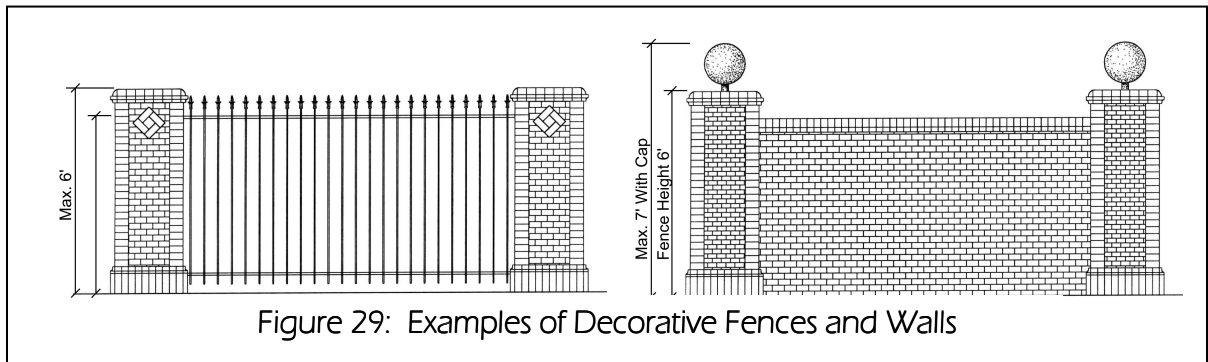 Max. 6'
Max. 7' With Cap
Fence Height 6'
Figure 29: Examples of Decorative Fences and Walls